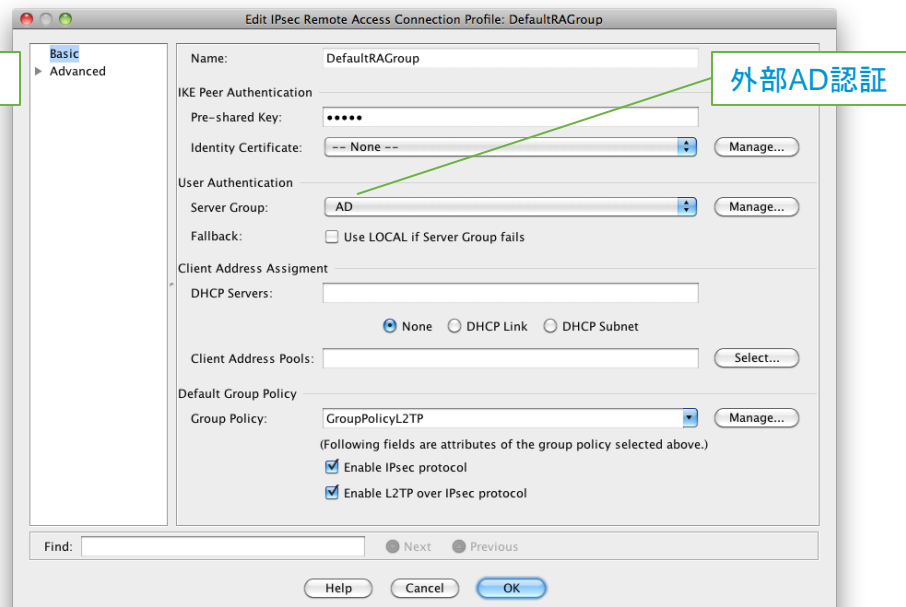 Edit IPsec Remote Access Connection Profile: DefaultRAGroup
Basic
Advanced
Name: DefaultRAGroup
外部AD認証
IKE Peer Authentication
Pre-shared Key: •••••
Identity Certificate: -- None -- Manage...
User Authentication
Server Group: AD Manage...
Fallback: Use LOCAL if Server Group fails
Client Address Assigment
DHCP Servers:
None DHCP Link DHCP Subnet
Client Address Pools: Select...
Default Group Policy
Group Policy: GroupPolicyL2TP Manage...
(Following fields are attributes of the group policy selected above.)
Enable IPsec protocol
Enable L2TP over IPsec protocol
Find: Next Previous
Help Cancel OK